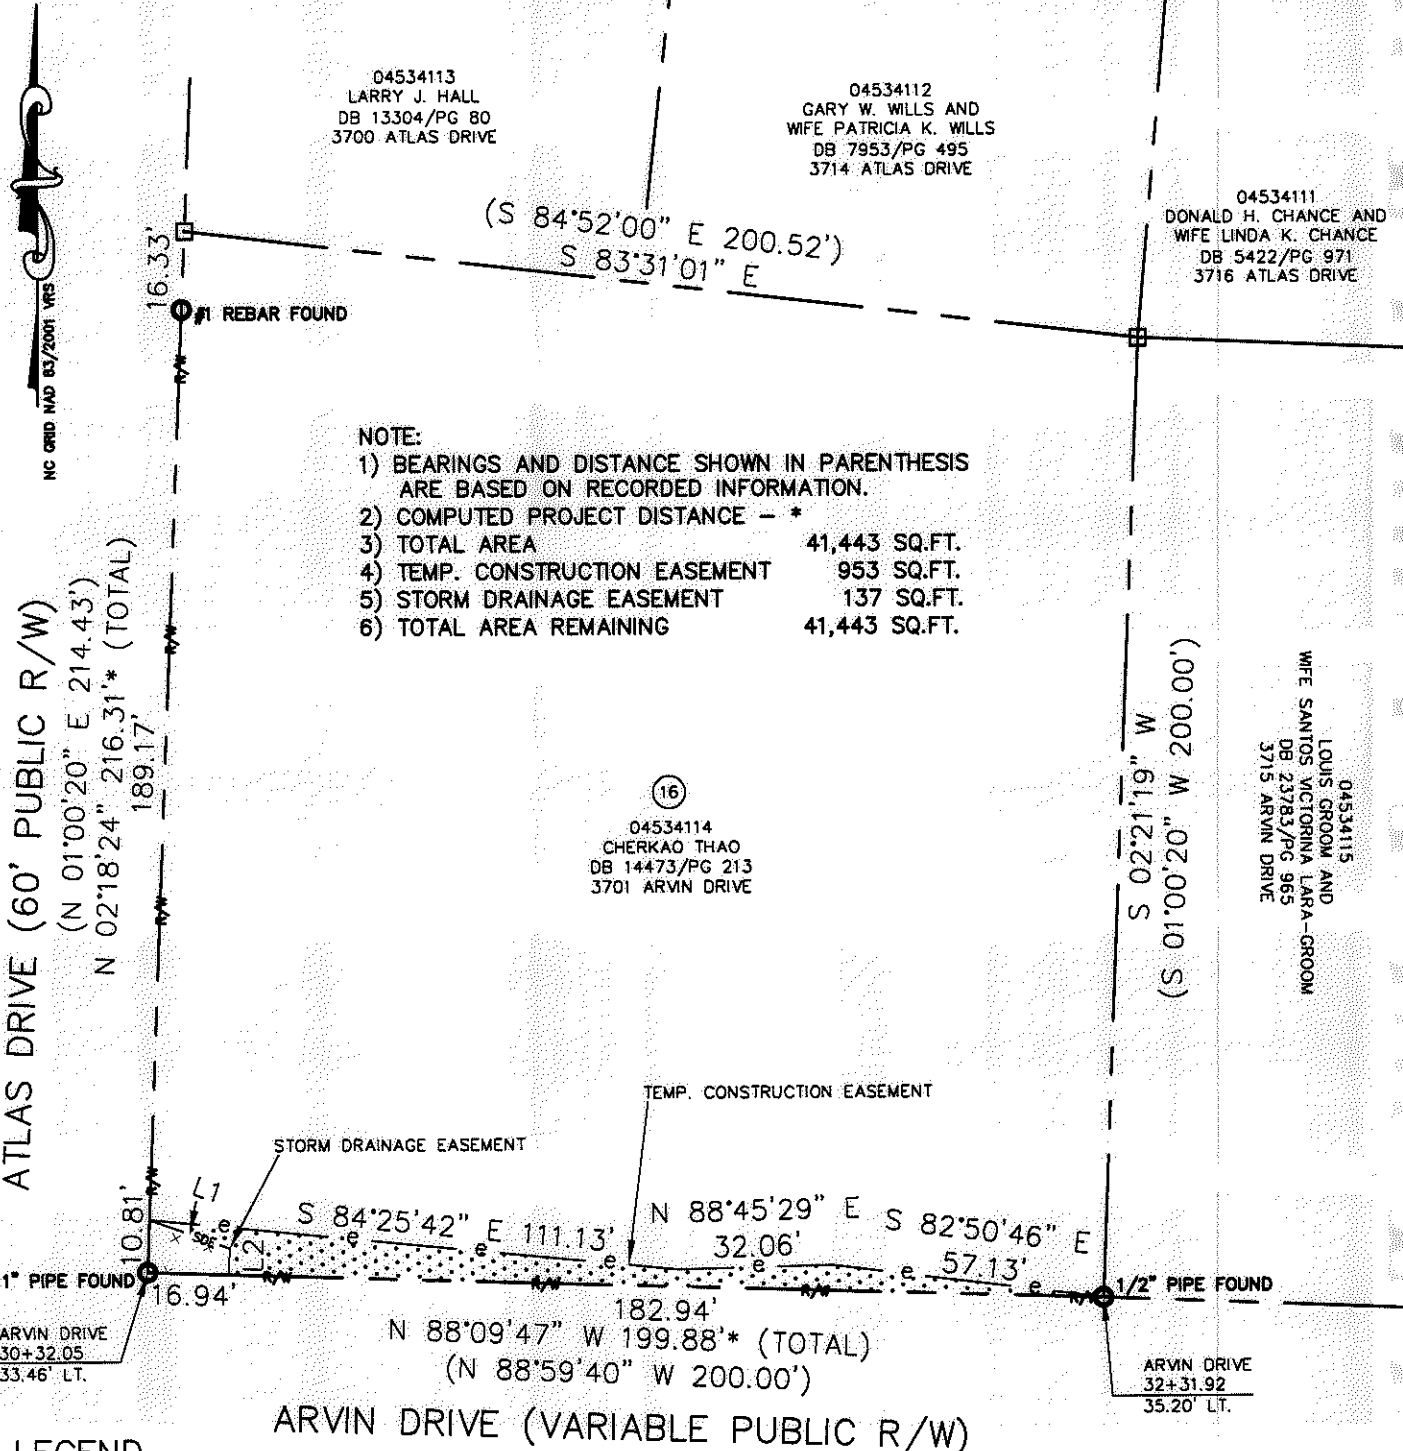 04534113
LARRY J. HALL
DB 13304/PG 80
3700 ATLAS DRIVE
04534112
GARY W. WILLS AND
WIFE PATRICIA K. WILLS
DB 7953/PG 495
3714 ATLAS DRIVE
04534111
DONALD H. CHANCE AND
WIFE LINDA K. CHANCE
DB 5422/PG 971
3716 ATLAS DRIVE
(S 84°52'00" E 200.52')
S 83°31'01" E
16.33'
#1 REBAR FOUND
NC GRID NAD 83/2001 VRS
R/W
NOTE:
1) BEARINGS AND DISTANCE SHOWN IN PARENTHESIS
ARE BASED ON RECORDED INFORMATION.
2) COMPUTED PROJECT DISTANCE – *
3) TOTAL AREA 41,443 SQ.FT.
4) TEMP. CONSTRUCTION EASEMENT 953 SQ.FT.
5) STORM DRAINAGE EASEMENT 137 SQ.FT.
6) TOTAL AREA REMAINING 41,443 SQ.FT.
ATLAS DRIVE (60' PUBLIC R/W)
(N 01°00'20" E 214.43')
N 02°18'24" 216.31'* (TOTAL)
189.17'
R/W
R/W
S 02°21'19" W
(S 01°00'20" W 200.00')
04534115
LOUIS GROOM AND
WIFE SANTOS VICTORINA LARA-GROOM
DB 23783/PG 965
3715 ARVIN DRIVE
16
04534114
CHERKAO THAO
DB 14473/PG 213
3701 ARVIN DRIVE
TEMP. CONSTRUCTION EASEMENT
STORM DRAINAGE EASEMENT
R/W
10.81'
L1
SDE
L2
e
S 84°25'42" E 111.13'
e
e
e
N 88°45'29" E
32.06'
e
S 82°50'46" E
57.13'
e
e
R/W
R/W
R/W
R/W
1" PIPE FOUND
16.94'
1/2" PIPE FOUND
182.94'
N 88°09'47" W 199.88'* (TOTAL)
(N 88°59'40" W 200.00')
ARVIN DRIVE
30+32.05
33.46' LT.
ARVIN DRIVE
32+31.92
35.20' LT.
ARVIN DRIVE (VARIABLE PUBLIC R/W)
LEGEND